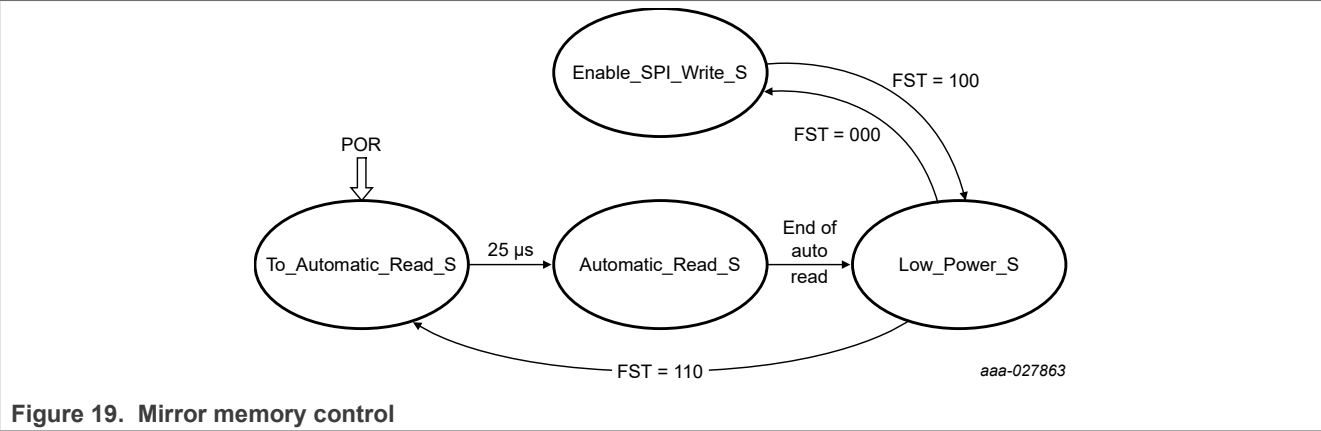 Enable_SPI_Write_S
FST = 100
FST = 000
POR
To_Automatic_Read_S
25 µs
Automatic_Read_S
End of
auto
read
Low_Power_S
FST = 110
aaa-027863
Figure 19. Mirror memory control